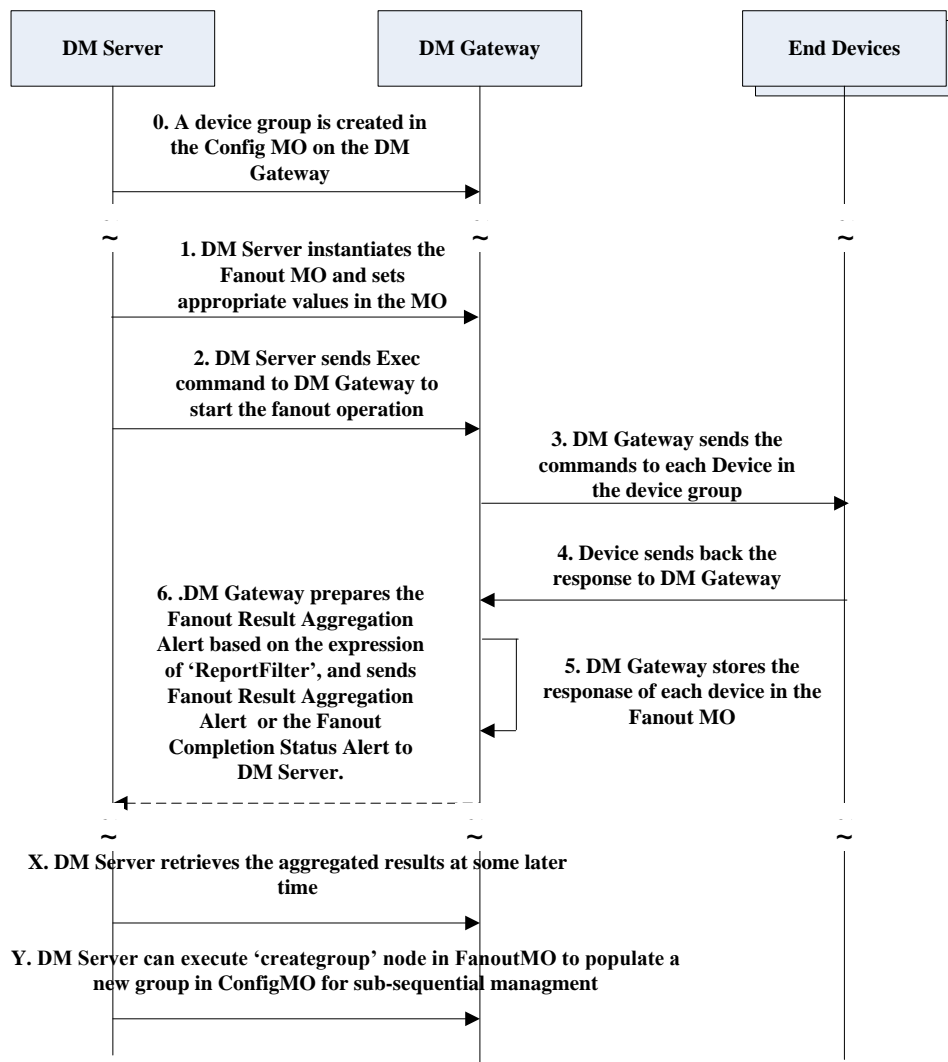 DM Server
DM Gateway
End Devices
0. A device group is created in
the Config MO on the DM
Gateway
~ ~ ~
1. DM Server instantiates the
Fanout MO and sets
appropriate values in the MO
2. DM Server sends Exec
command to DM Gateway to
start the fanout operation
3. DM Gateway sends the
commands to each Device in
the device group
4. Device sends back the
response to DM Gateway
5. DM Gateway stores the
responase of each device in the
Fanout MO
6. .DM Gateway prepares the
Fanout Result Aggregation
Alert based on the expression
of ‘ReportFilter’, and sends
Fanout Result Aggregation
Alert or the Fanout
Completion Status Alert to
DM Server.
~ ~ ~
X. DM Server retrieves the aggregated results at some later
time
Y. DM Server can execute ‘creategroup’ node in FanoutMO to populate a
new group in ConfigMO for sub-sequential managment